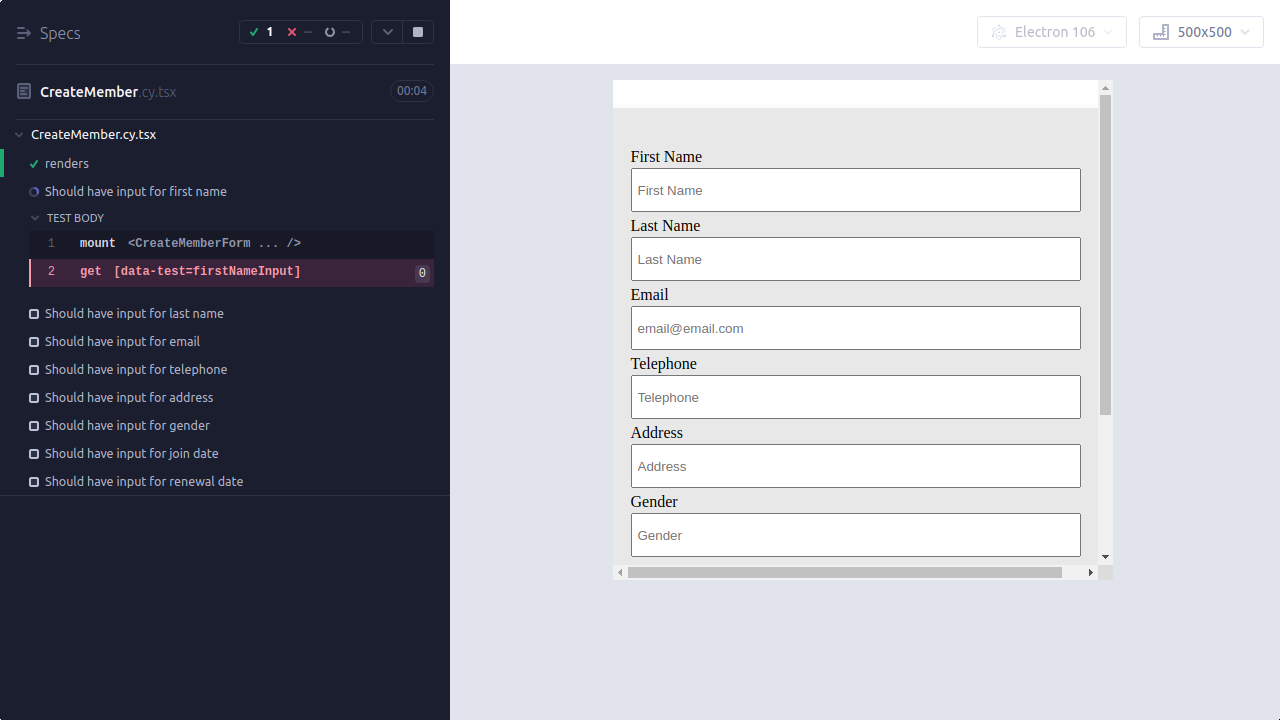 Specs
1
--
--
CreateMember.cy.tsx
00:04
CreateMember.cy.tsx
renders
Should have input for first name
TEST BODY
1 mount <CreateMemberForm ... />
2 get [data-test=firstNameInput] 0
Should have input for last name
Should have input for email
Should have input for telephone
Should have input for address
Should have input for gender
Should have input for join date
Should have input for renewal date
Electron 106
500x500
First Name
First Name
Last Name
Last Name
Email
email@email.com
Telephone
Telephone
Address
Address
Gender
Gender